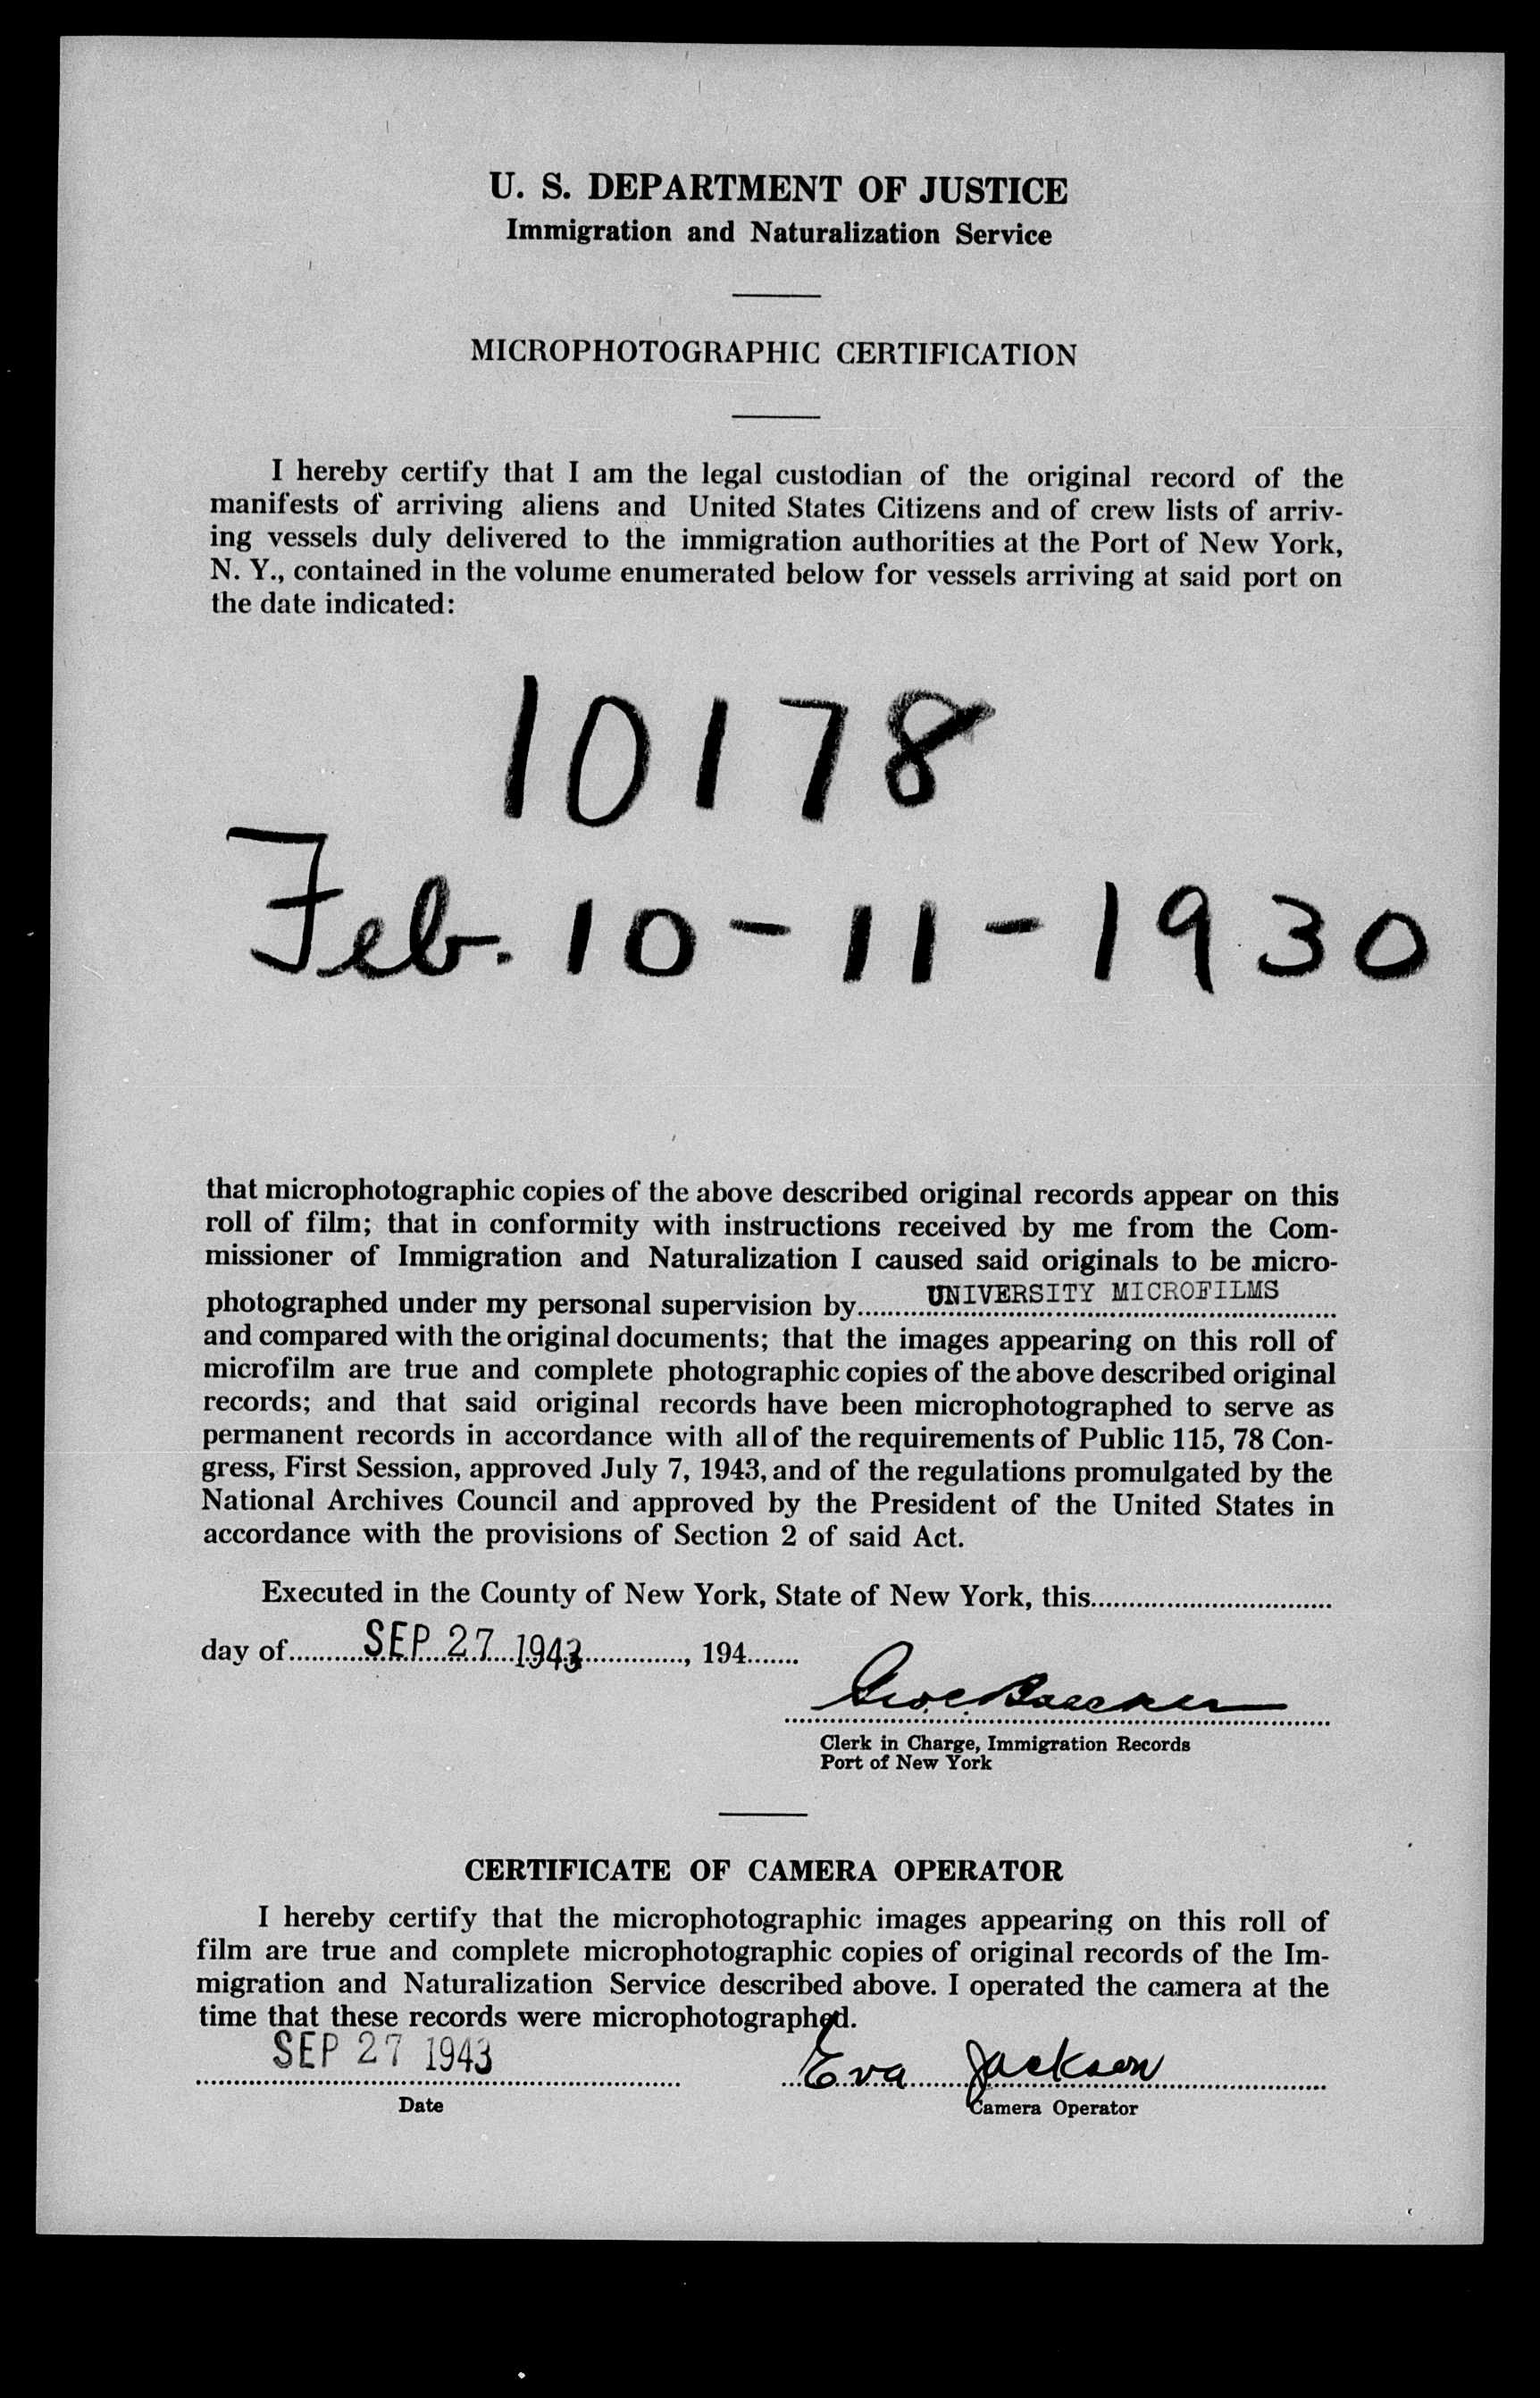 U. S. DEPARTMENT OF JUSTICE
Immigration and Naturalization Service
MICROPHOTOGRAPHIC CERTIFICATION
I hereby certify that I am the legal custodian of the original record of the
manifests of arriving aliens and United States Citizens and of crew lists of arriv-
ing vessels duly delivered to the immigration authorities at the Port of New York,
N. Y., contained in the volume enumerated below for vessels arriving at said port on
the date indicated:
10178
Feb. 10-11-1930
that microphotographic copies of the above described original records appear on this
roll of film; that in conformity with instructions received by me from the Com-
missioner of Immigration and Naturalization I caused said originals to be micro-
photographed under my personal supervision by UNIVERSITY MICROFILMS
and compared with the original documents; that the images appearing on this roll of
microfilm are true and complete photographic copies of the above described original
records; and that said original records have been microphotographed to serve as
permanent records in accordance with all of the requirements of Public 115, 78 Con-
gress, First Session, approved July 7, 1943, and of the regulations promulgated by the
National Archives Council and approved by the President of the United States in
accordance with the provisions of Section 2 of said Act.
Executed in the County of New York, State of New York, this
day of SEP 27 1943, 194
Clerk in Charge, Immigration Records
Port of New York
CERTIFICATE OF CAMERA OPERATOR
I hereby certify that the microphotographic images appearing on this roll of
film are true and complete microphotographic copies of original records of the Im-
migration and Naturalization Service described above. I operated the camera at the
time that these records were microphotographed.
SEP 27 1943 Eva Jackson
Date Camera Operator